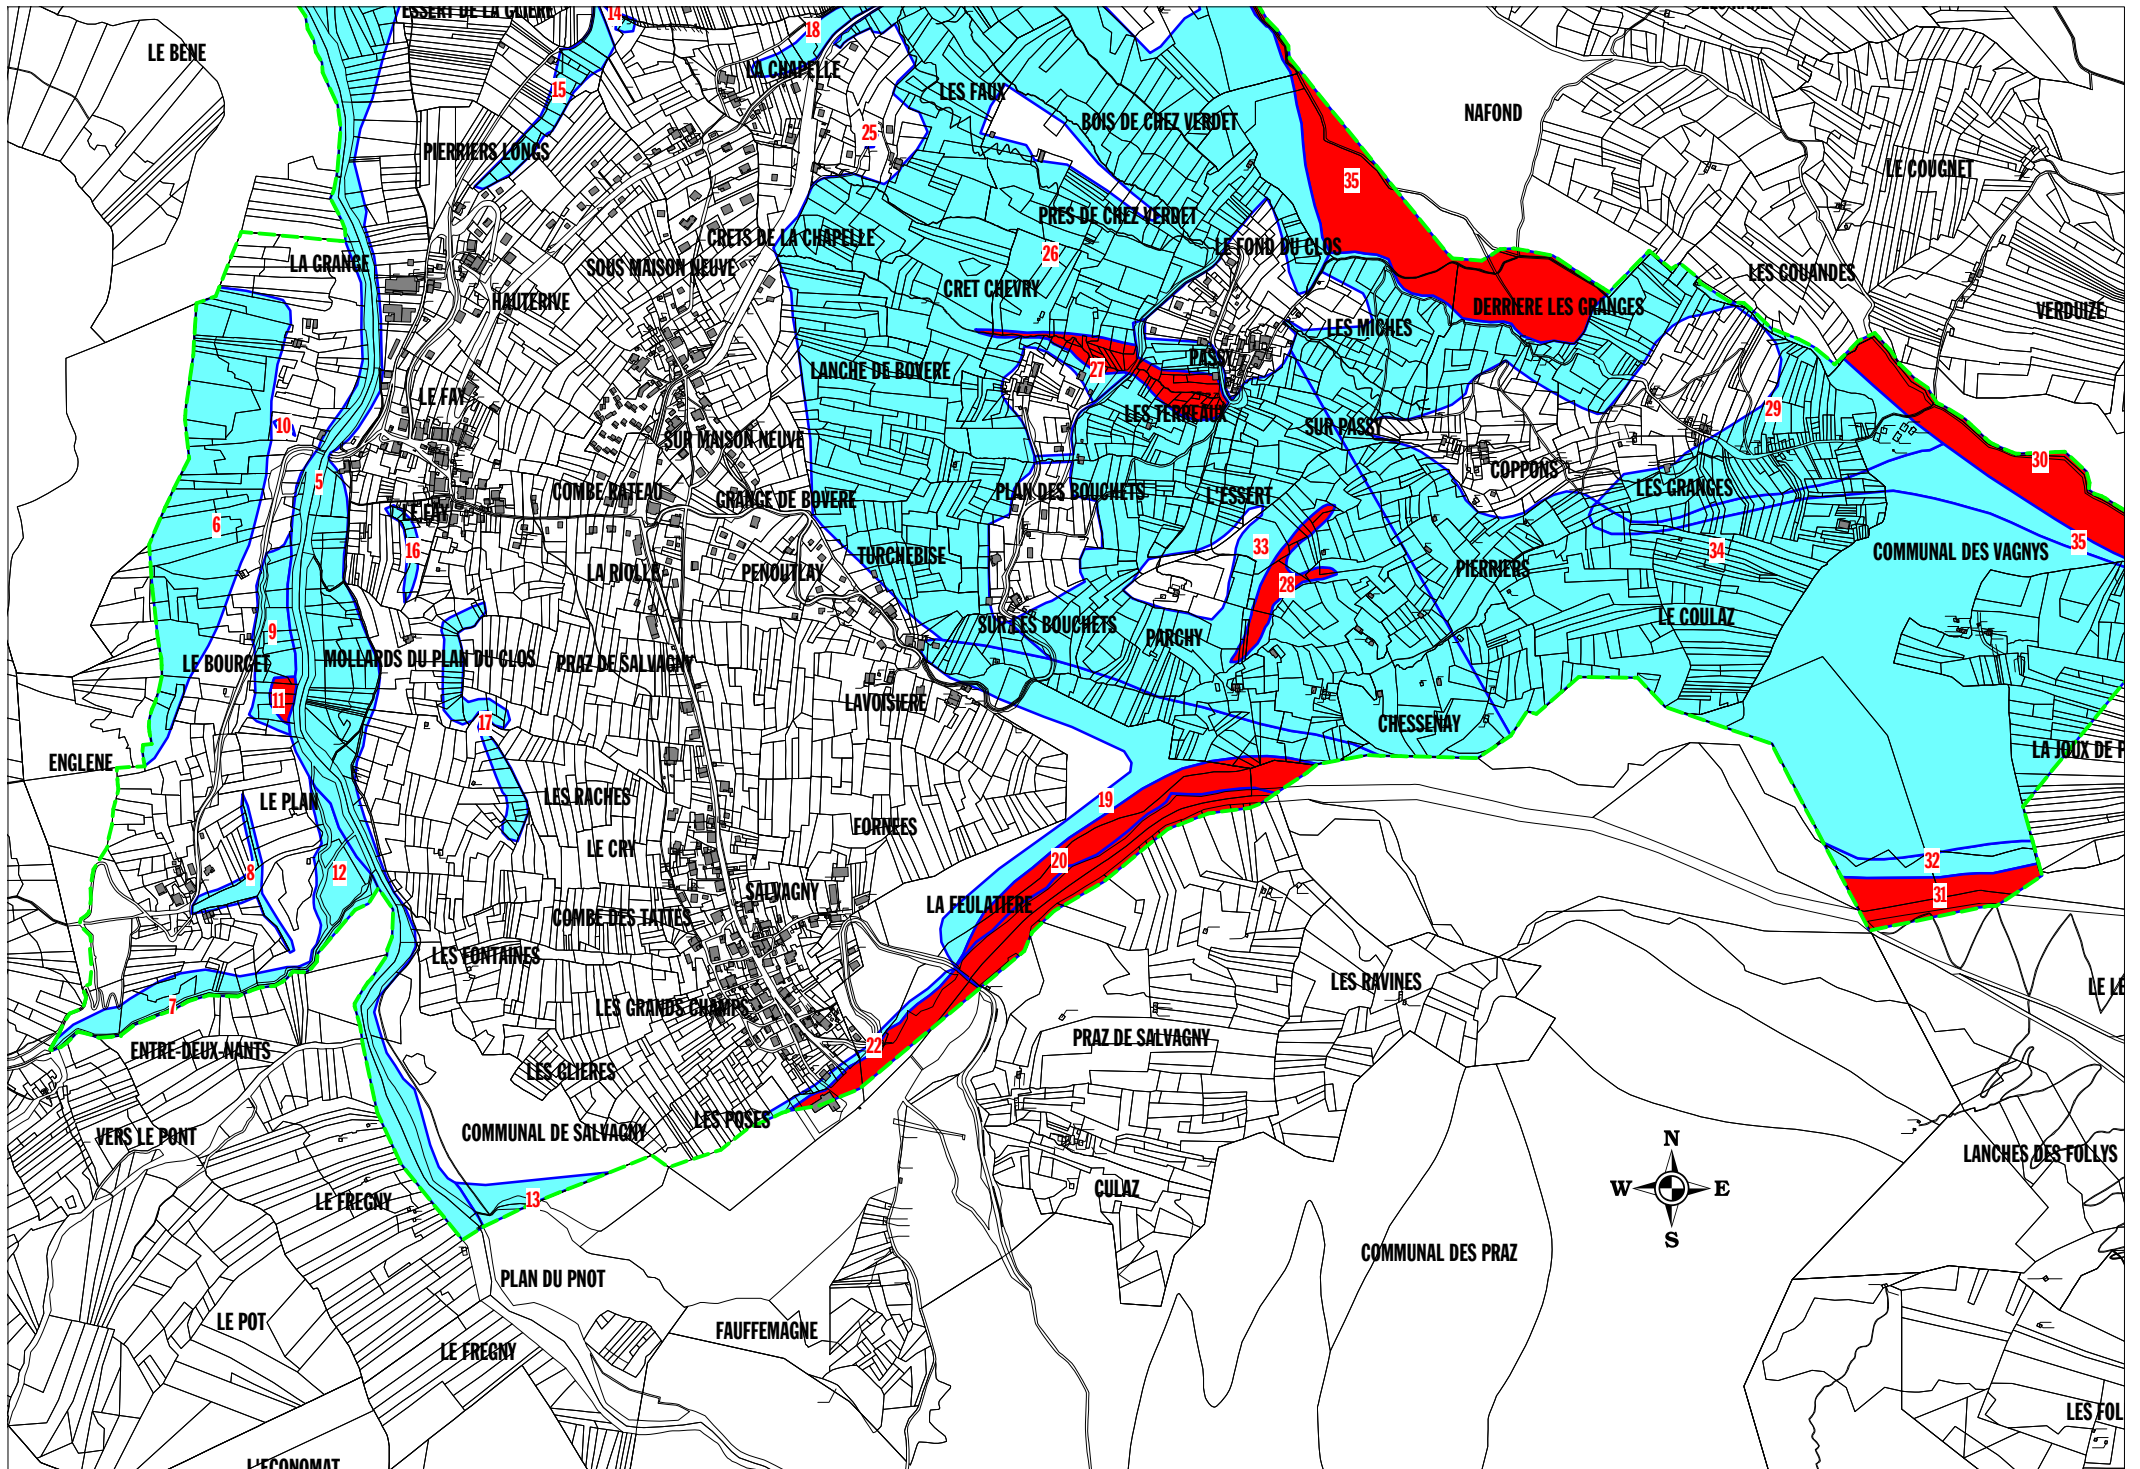 ESSERT DE LA GLIERE
14
LE BENE
18
LA CHAPELLE
15
LES FAUX
NAFOND
BOIS DE CHEZ VERDET
25
PIERRIERS LONGS
LE COUGNET
35
PRES DE CHEZ VERDET
CRETS DE LA CHAPELLE
LE FOND DU CLOS
26
LA GRANGE
SOUS MAISON NEUVE
LES COUANDES
CRET CHEVRY
HAUTERIVE
DERRIERE LES GRANGES
VERDUIZE
LES MICHES
PASSY
LANCHE DE BOVERE
27
LE FAY
29
LES TERREAUX
10
SUR PASSY
SUR MAISON NEUVE
30
COPPONS
5
LES GRANGES
COMBE RATEAU
PLAN DES BOUCHETS
L'ESSERT
GRANGE DE BOVERE
LE FAY
6
35
33
16
34
COMMUNAL DES VAGNYS
TURCHEBISE
PIERRIERS
LA RIOLLE
PENOUTLAY
28
LE COULAZ
SUR LES BOUCHETS
9
PARCHY
LE BOURGET
MOLLARDS DU PLAN DU CLOS
PRAZ DE SALVAGNY
11
LAVOISIERE
17
CHESSENAY
LA JOUX DE F
ENGLENE
LES RACHES
19
LE PLAN
FORNEES
LE CRY
20
32
8
12
SALVAGNY
31
LA FEULATIERE
COMBE DES TATTES
LES FONTAINES
LES RAVINES
LE LE
7
LES GRANDS CHAMPS
PRAZ DE SALVAGNY
22
ENTRE-DEUX-NANTS
LES GLIERES
LES POSES
COMMUNAL DE SALVAGNY
VERS LE PONT
N
LANCHES DES FOLLYS
W E
CULAZ
13
LE FREGNY
S
COMMUNAL DES PRAZ
PLAN DU PNOT
LE POT
FAUFFEMAGNE
LE FREGNY
LES FOL
L'ECONOMAT